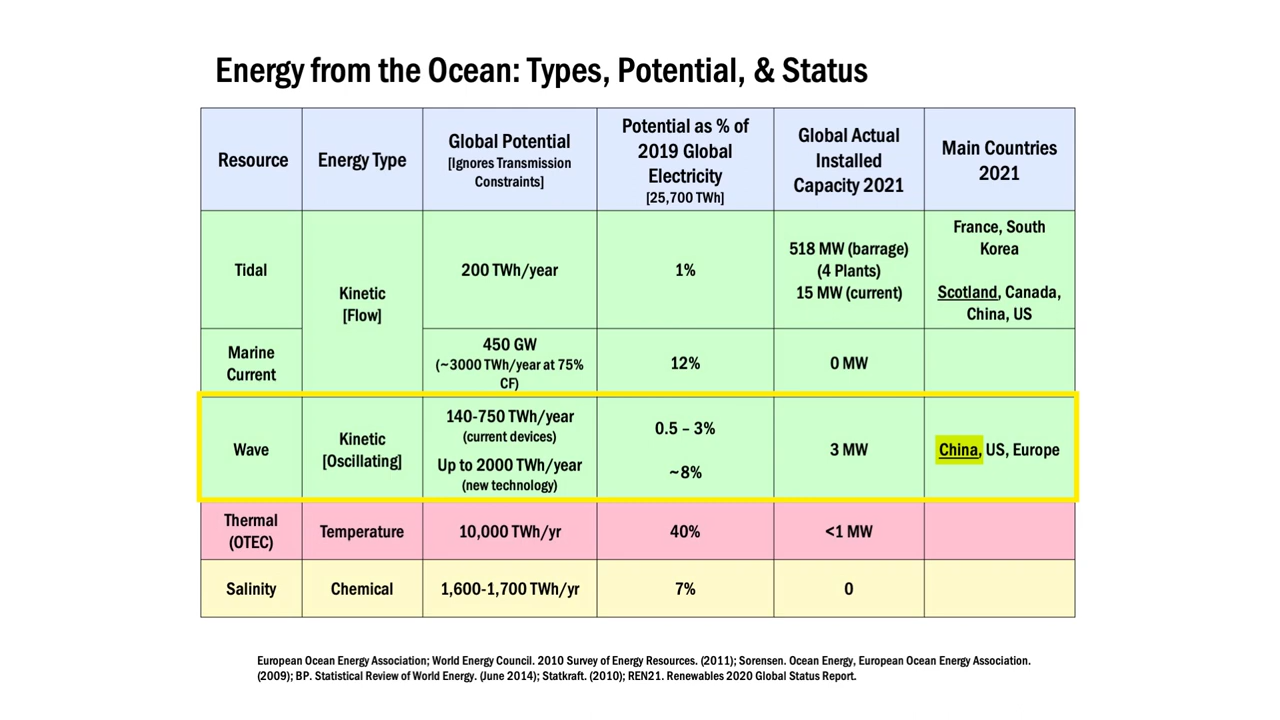 Energy from the Ocean: Types, Potential, & Status
Resource
Energy Type
Global Potential
[Ignores Transmission
Constraints]
Potential as % of
2019 Global
Electricity
[25,700 TWh]
Global Actual
Installed
Capacity 2021
Main Countries
2021
Tidal
Kinetic
[Flow]
200 TWh/year
1%
518 MW (barrage)
(4 Plants)
15 MW (current)
France, South
Korea
Scotland, Canada,
China, US
Marine
Current
450 GW
(~3000 TWh/year at 75%
CF)
12%
0 MW
Wave
Kinetic
[Oscillating]
140-750 TWh/year
(current devices)
Up to 2000 TWh/year
(new technology)
0.5 – 3%
~8%
3 MW
China, US, Europe
Thermal
(OTEC)
Temperature
10,000 TWh/yr
40%
<1 MW
Salinity
Chemical
1,600-1,700 TWh/yr
7%
0
European Ocean Energy Association; World Energy Council. 2010 Survey of Energy Resources. (2011); Sorensen. Ocean Energy, European Ocean Energy Association.
(2009); BP. Statistical Review of World Energy. (June 2014); Statkraft. (2010); REN21. Renewables 2020 Global Status Report.